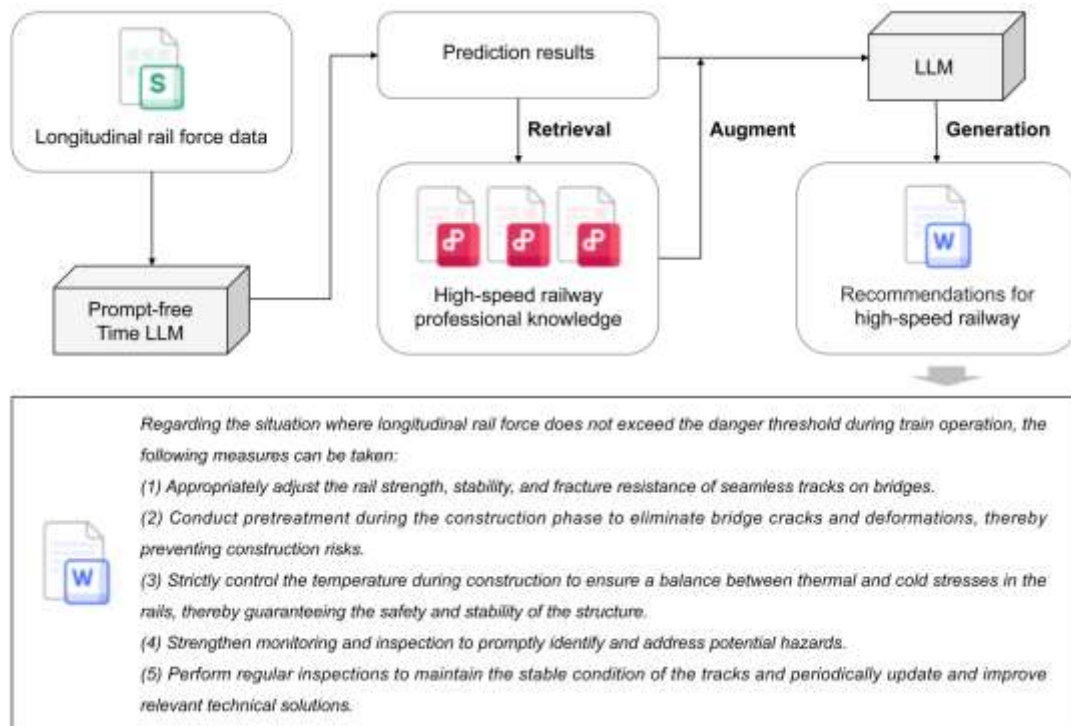 S
Longitudinal rail force data
Prediction results
LLM
Retrieval
Augment
Generation
Prompt-free
Time LLM
P
P
P
High-speed railway
professional knowledge
W
Recommendations for
high-speed railway
W
Regarding the situation where longitudinal rail force does not exceed the danger threshold during train operation, the
following measures can be taken:
(1) Appropriately adjust the rail strength, stability, and fracture resistance of seamless tracks on bridges.
(2) Conduct pretreatment during the construction phase to eliminate bridge cracks and deformations, thereby
preventing construction risks.
(3) Strictly control the temperature during construction to ensure a balance between thermal and cold stresses in the
rails, thereby guaranteeing the safety and stability of the structure.
(4) Strengthen monitoring and inspection to promptly identify and address potential hazards.
(5) Perform regular inspections to maintain the stable condition of the tracks and periodically update and improve
relevant technical solutions.